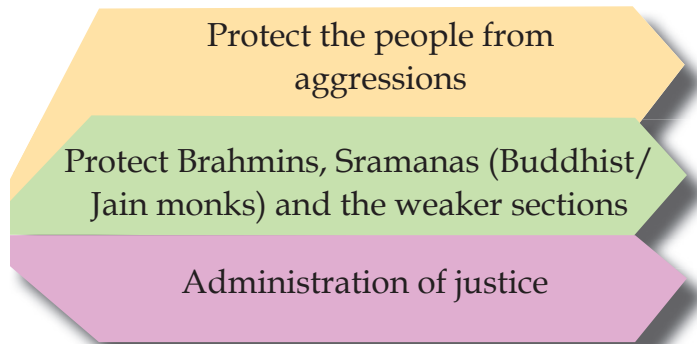 Protect the people from
aggressions
Protect Brahmins, Sramanas (Buddhist/
Jain monks) and the weaker sections
Administration of justice